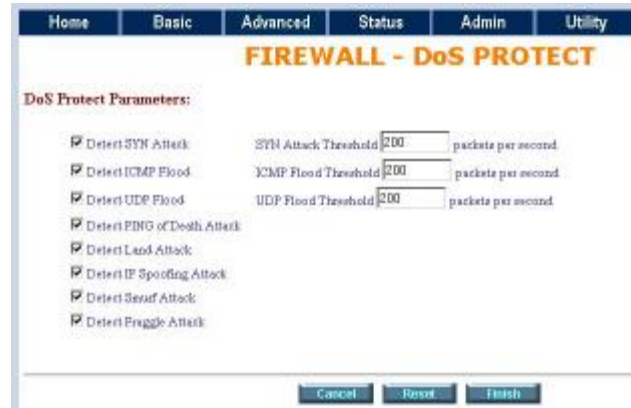 Home Basic Advanced Status Admin Utility
FIREWALL - DoS PROTECT
DoS Protect Parameters:
Detect SYN Attack SYN Attack Threshold 200 packets per second
Detect ICMP Flood ICMP Flood Threshold 200 packets per second
Detect UDP Flood UDP Flood Threshold 200 packets per second
Detect PING of Death Attack
Detect Land Attack
Detect IP Spoofing Attack
Detect Smurf Attack
Detect Fraggle Attack
Cancel Reset Finish